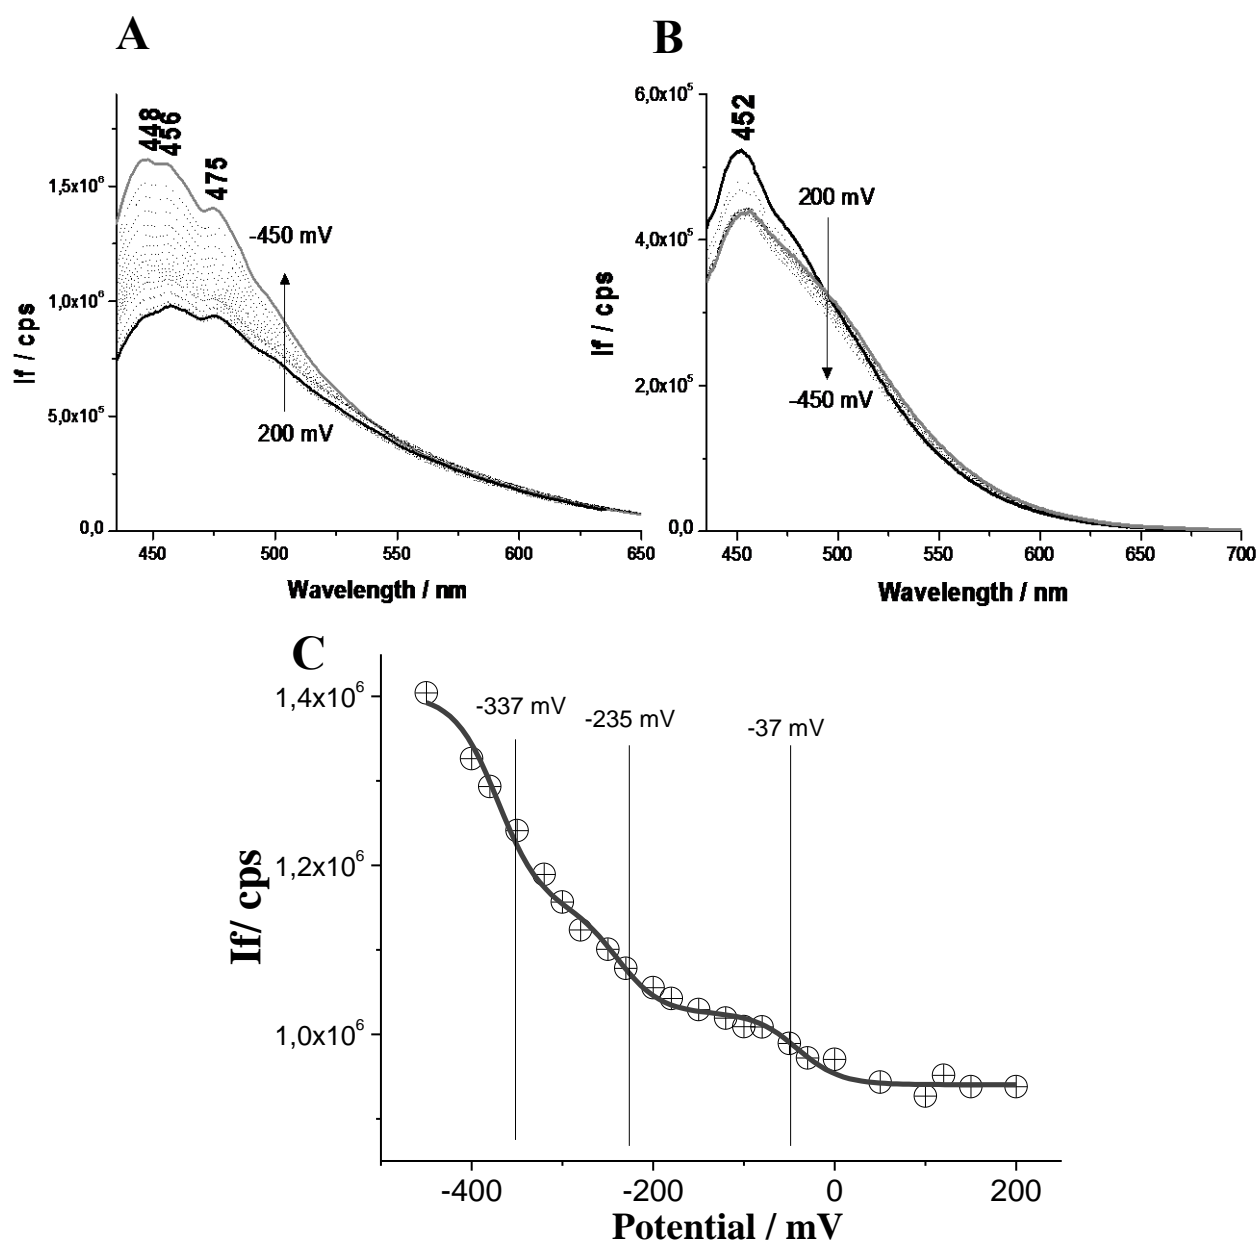 A
448
456
475
1,5x10⁶
1,0x10⁶
5,0x10⁵
0,0
If / cps
-450 mV
200 mV
450 500 550 600 650
Wavelength / nm
B
452
6,0x10⁵
4,0x10⁵
2,0x10⁵
0,0
If / cps
200 mV
-450 mV
450 500 550 600 650 700
Wavelength / nm
C
1,4x10⁶
1,2x10⁶
1,0x10⁶
If/ cps
-337 mV
-235 mV
-37 mV
-400 -200 0 200
Potential / mV